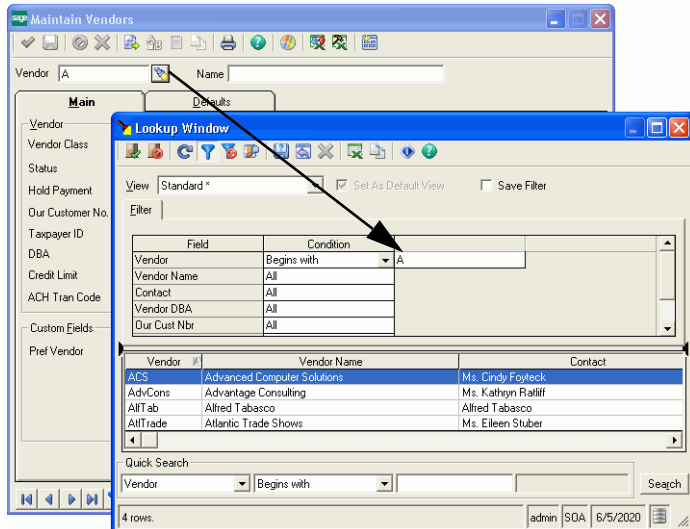 sage Maintain Vendors
Vendor A Name
Main Defaults
Vendor
Vendor Class
Status
Hold Payment
Our Customer No.
Taxpayer ID
DBA
Credit Limit
ACH Tran Code
Custom Fields
Pref Vendor
Lookup Window
View Standard * Set As Default View Save Filter
Filter
Field Condition
Vendor Begins with A
Vendor Name All
Contact All
Vendor DBA All
Our Cust Nbr All
Vendor Vendor Name Contact
ACS Advanced Computer Solutions Ms. Cindy Foyteck
AdvCons Advantage Consulting Ms. Kathryn Ratliff
AlfTab Alfred Tabasco Alfred Tabasco
AtlTrade Atlantic Trade Shows Ms. Eileen Stuber
Quick Search
Vendor Begins with Search
4 rows. admin SOA 6/5/2020